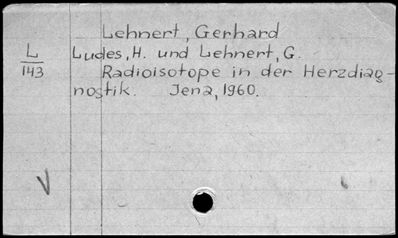 Lehnert, Gerhard
L
143
Ludes, H. und Lehnert, G.
Radioisotope in der Herzdiag-
nostik. Jena, 1960.
V